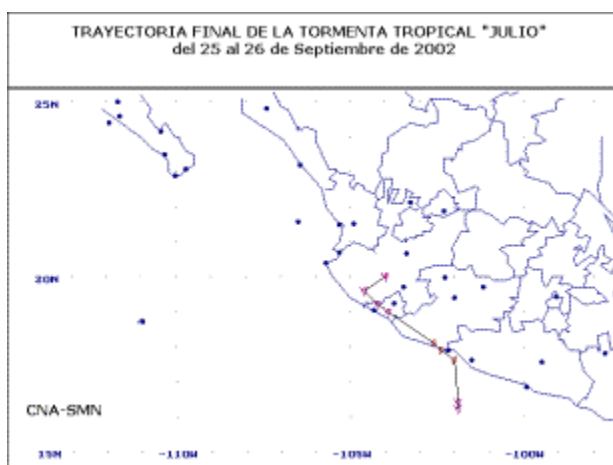 TRAYECTORIA FINAL DE LA TORMENTA TROPICAL "JULIO"
del 25 al 26 de Septiembre de 2002
25N
20N
CNA-SMN
15N
-110W
-105W
-100W